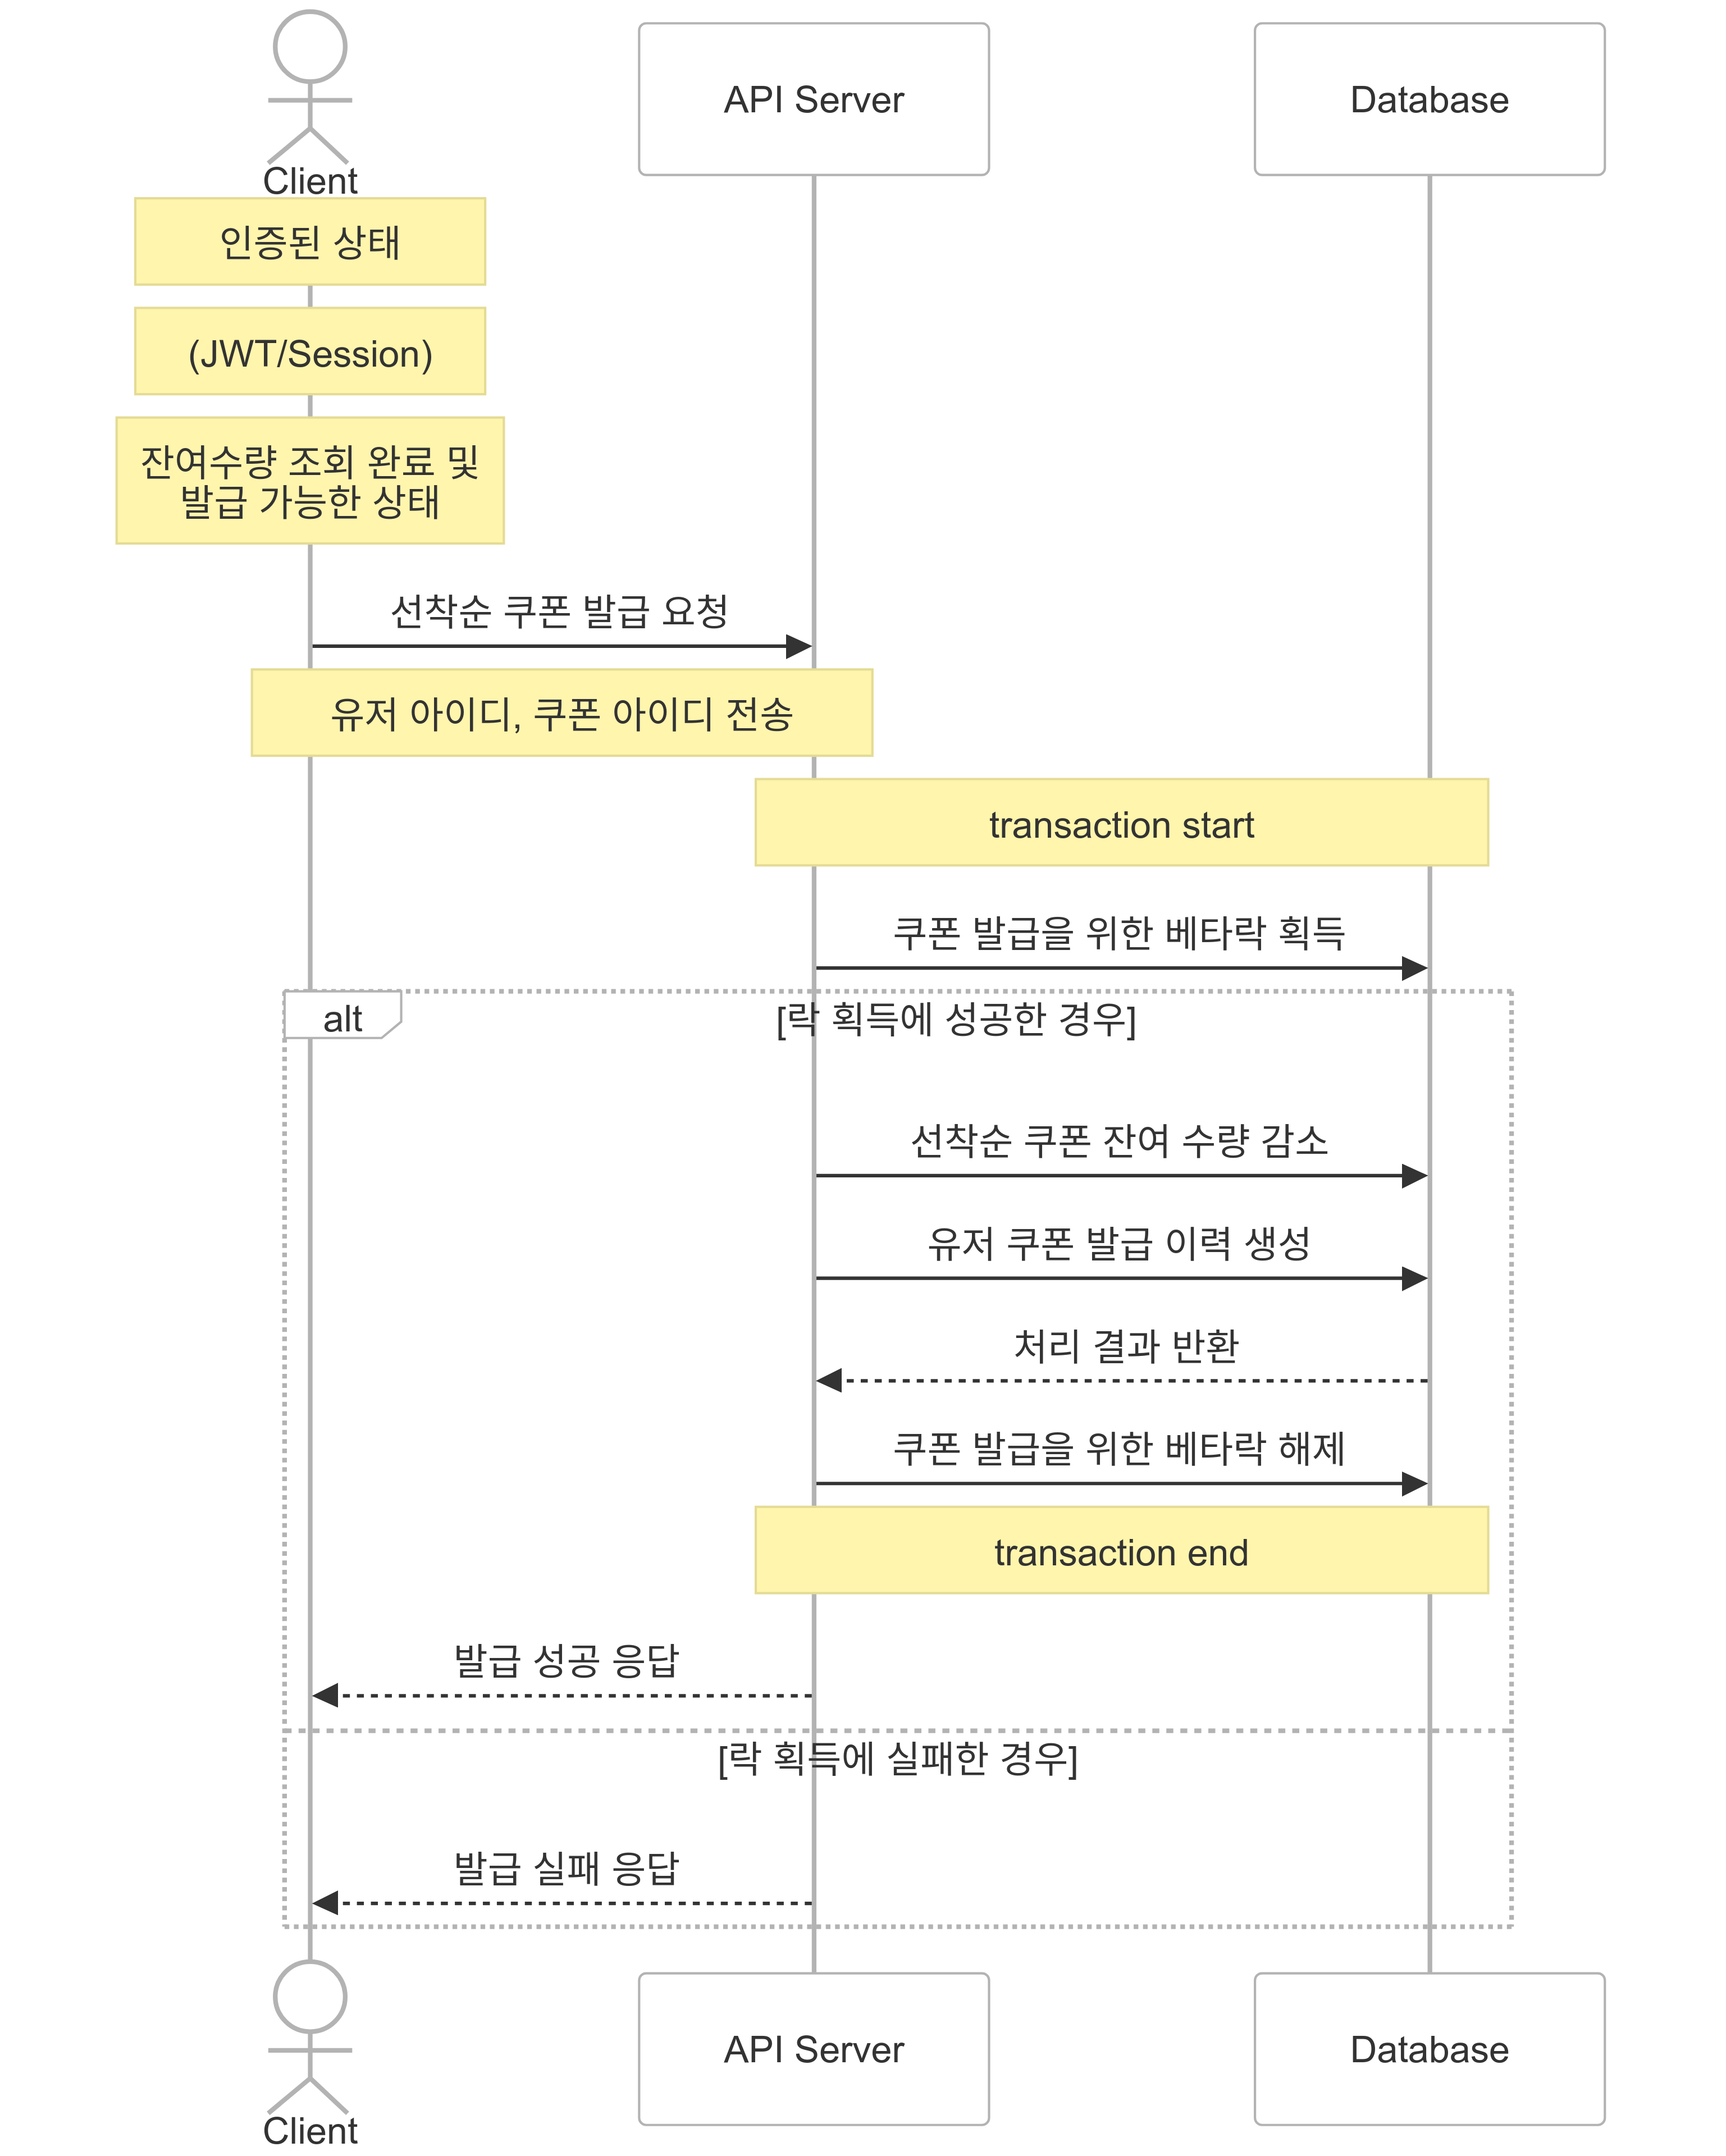 Client
API Server
Database
인증된 상태
(JWT/Session)
잔여수량 조회 완료 및
발급 가능한 상태
선착순 쿠폰 발급 요청
유저 아이디, 쿠폰 아이디 전송
transaction start
쿠폰 발급을 위한 베타락 획득
alt
[락 획득에 성공한 경우]
선착순 쿠폰 잔여 수량 감소
유저 쿠폰 발급 이력 생성
처리 결과 반환
쿠폰 발급을 위한 베타락 해제
transaction end
발급 성공 응답
[락 획득에 실패한 경우]
발급 실패 응답
Client
API Server
Database